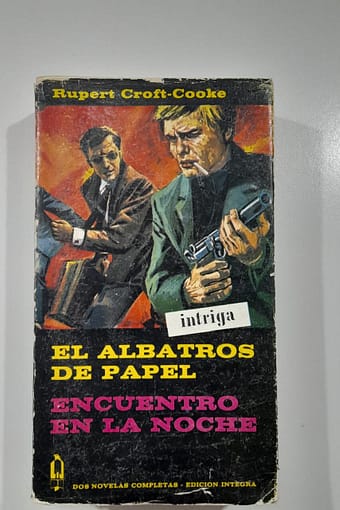 Rupert Croft-Cooke
intriga
EL ALBATROS
DE PAPEL
ENCUENTRO
EN LA NOCHE
DOS NOVELAS COMPLETAS - EDICION INTEGRA